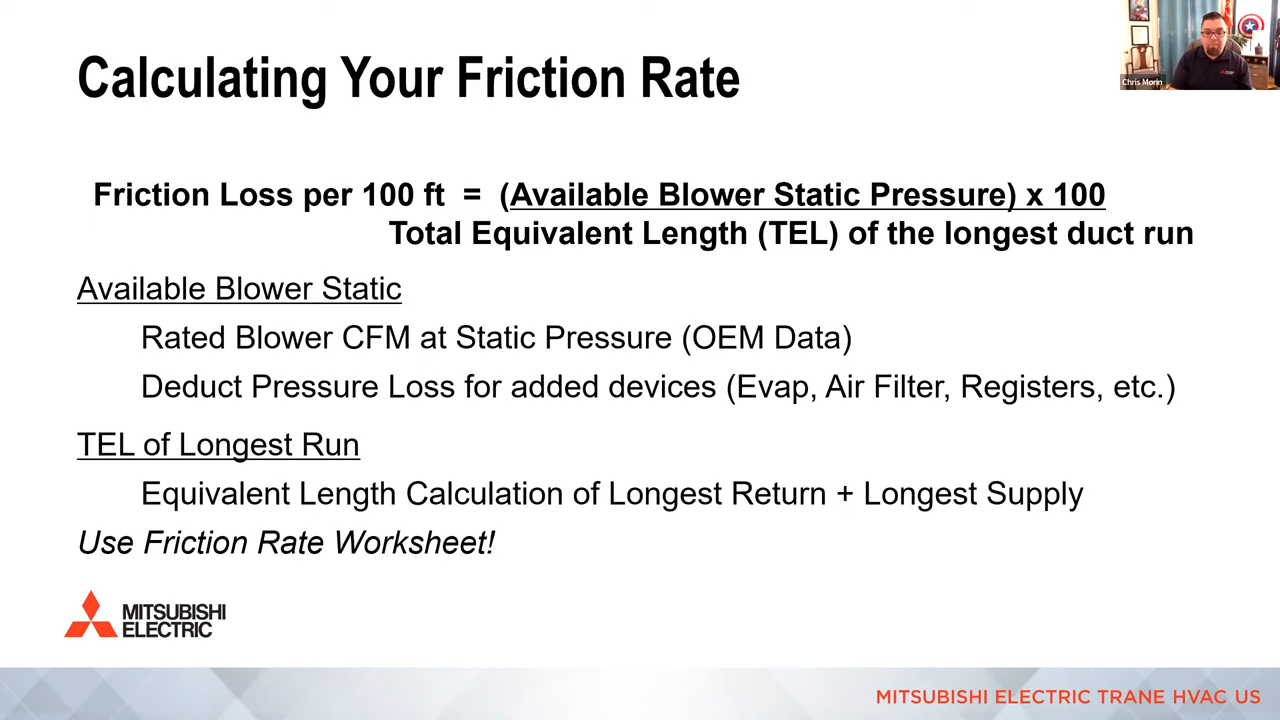 Calculating Your Friction Rate
Chris Morin
Friction Loss per 100 ft = (Available Blower Static Pressure) x 100
Total Equivalent Length (TEL) of the longest duct run
Available Blower Static
Rated Blower CFM at Static Pressure (OEM Data)
Deduct Pressure Loss for added devices (Evap, Air Filter, Registers, etc.)
TEL of Longest Run
Equivalent Length Calculation of Longest Return + Longest Supply
Use Friction Rate Worksheet!
MITSUBISHI
ELECTRIC
MITSUBISHI ELECTRIC TRANE HVAC US